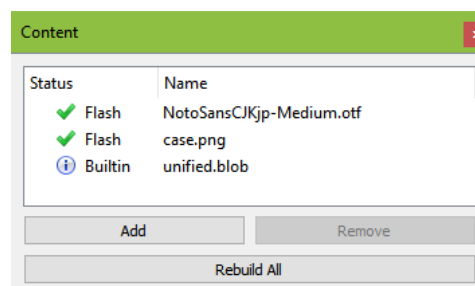 Content
Status Name
Flash NotoSansCJKjp-Medium.otf
Flash case.png
Builtin unified.blob
Add Remove
Rebuild All